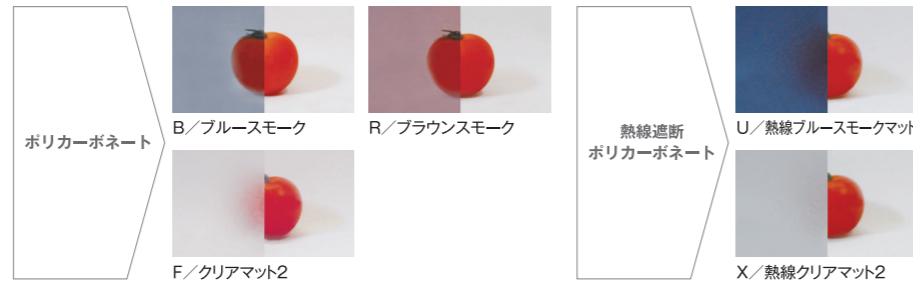 ポリカーボネート
B／ブルースモーク
R／ブラウンスモーク
F／クリアマット2
熱線遮断
ポリカーボネート
U／熱線ブルースモークマット
X／熱線クリアマット2